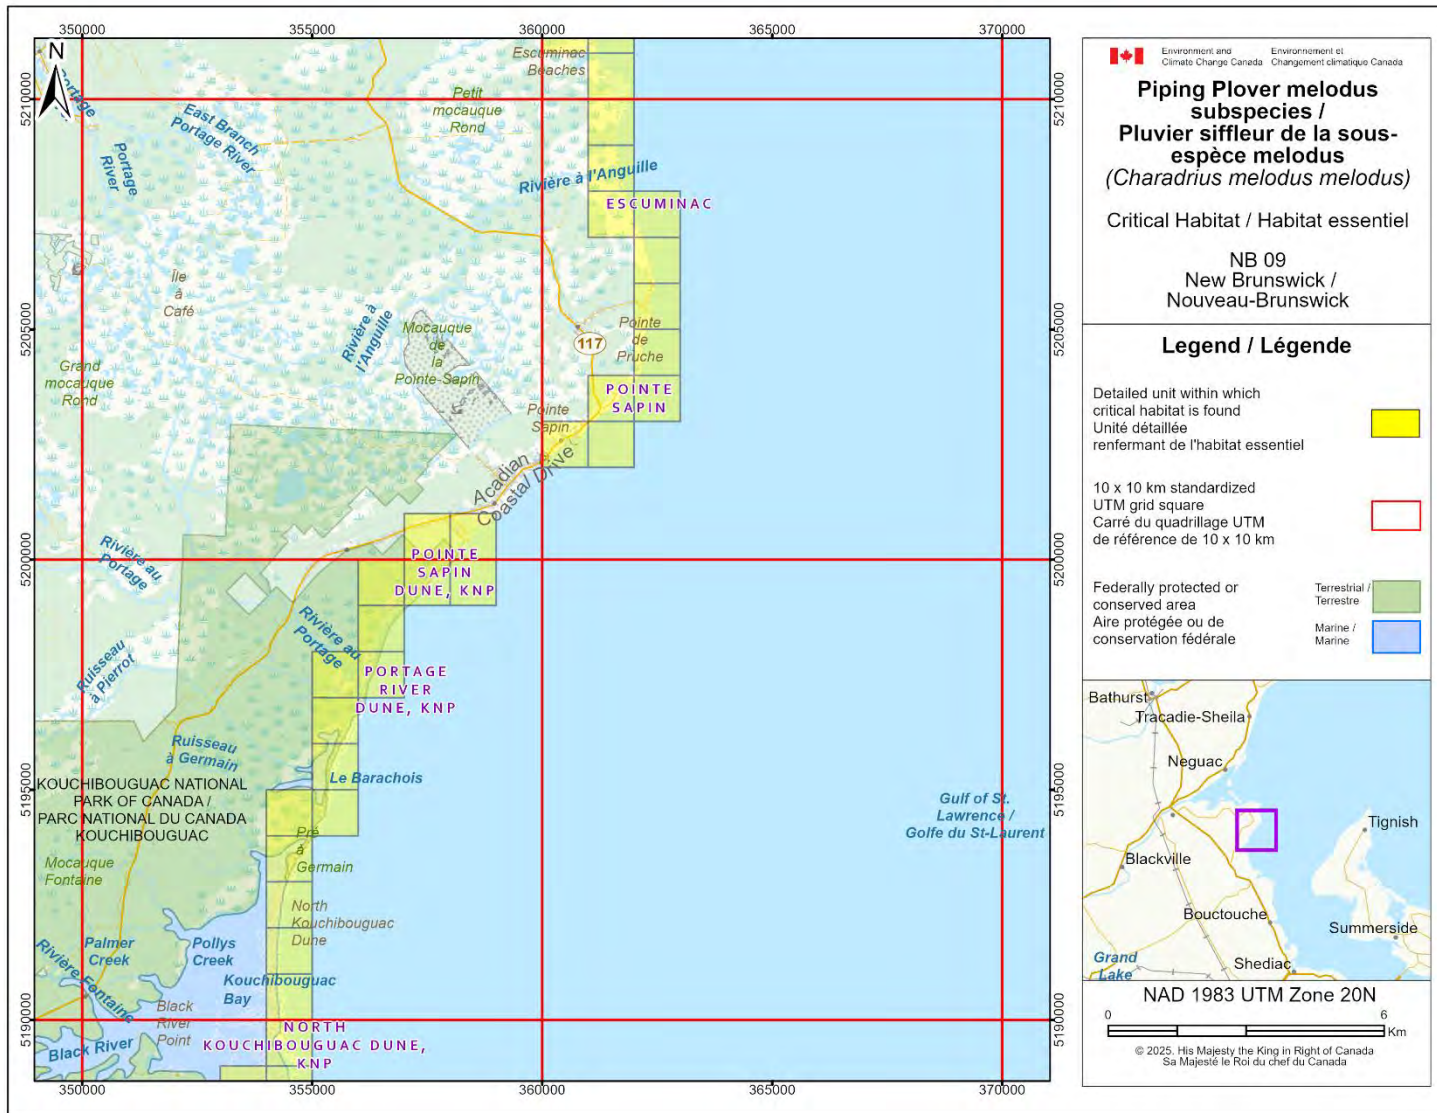 350000
355000
360000
365000
370000
N
5210000
5205000
5200000
5195000
5190000
Escuminac
Beaches
Portage
Petit
mocauque
Rond
East Branch
Portage River
Portage
River
Rivière à l'Anguille
ESCUMINAC
Île
à
Café
Rivière à
l'Anguille
Mocauque
de
la
Pointe-Sapin
117
Pointe
de
Pruche
Grand
mocauque
Rond
POINTE
SAPIN
Pointe
Sapin
Acadian
Coastal Drive
Rivière au
Portage
POINTE
SAPIN
DUNE, KNP
Rivière au
Portage
Ruisseau
à Pierrot
PORTAGE
RIVER
DUNE, KNP
Ruisseau
à Germain
Le Barachois
KOUCHIBOUGUAC NATIONAL
PARK OF CANADA /
PARC NATIONAL DU CANADA
KOUCHIBOUGUAC
Gulf of St.
Lawrence /
Golfe du St-Laurent
Pré
à
Germain
Mocauque
Fontaine
North
Kouchibouguac
Dune
Palmer
Creek
Pollys
Creek
Rivière Fontaine
Kouchibouguac
Bay
Black
River
Point
Black River
NORTH
KOUCHIBOUGUAC DUNE,
KNP
5210000
5205000
5200000
5195000
5190000
350000
355000
360000
365000
370000
Environment and
Climate Change Canada
Environnement et
Changement climatique Canada
Piping Plover melodus
subspecies /
Pluvier siffleur de la sous-
espèce melodus
(Charadrius melodus melodus)
Critical Habitat / Habitat essentiel
NB 09
New Brunswick /
Nouveau-Brunswick
Legend / Légende
Detailed unit within which
critical habitat is found
Unité détaillée
renfermant de l'habitat essentiel
10 x 10 km standardized
UTM grid square
Carré du quadrillage UTM
de référence de 10 x 10 km
Federally protected or
conserved area
Aire protégée ou de
conservation fédérale
Terrestrial /
Terrestre
Marine /
Marine
Bathurst
Tracadie-Sheila
Neguac
Tignish
Blackville
Bouctouche
Summerside
Grand
Lake
Shediac
NAD 1983 UTM Zone 20N
0
6
Km
© 2025. His Majesty the King in Right of Canada
Sa Majesté le Roi du chef du Canada